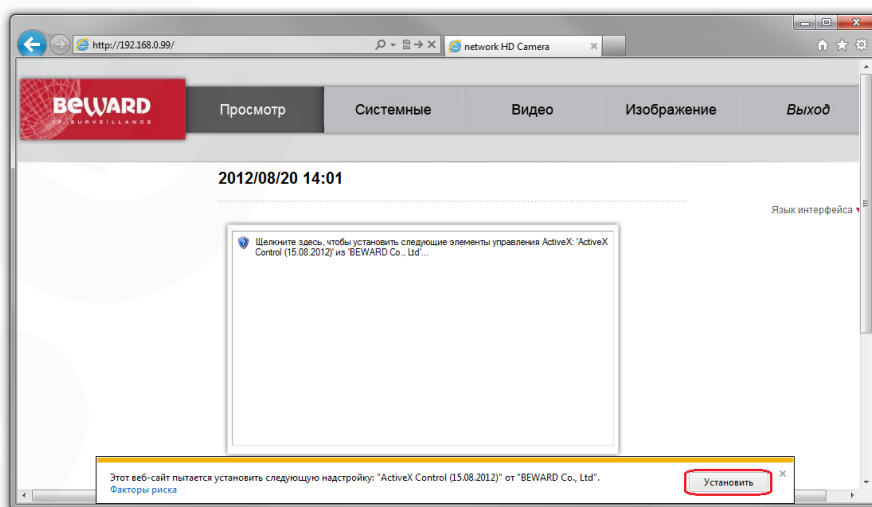 http://192.168.0.99/
network HD Camera
BEWARD
IP SURVEILLANCE
Просмотр
Системные
Видео
Изображение
Выход
2012/08/20 14:01
Язык интерфейса
Щелкните здесь, чтобы установить следующие элементы управления ActiveX: 'ActiveX
Control (15.08.2012)' из 'BEWARD Co., Ltd'...
Этот веб-сайт пытается установить следующую надстройку: "ActiveX Control (15.08.2012)" от "BEWARD Co., Ltd".
Факторы риска
Установить